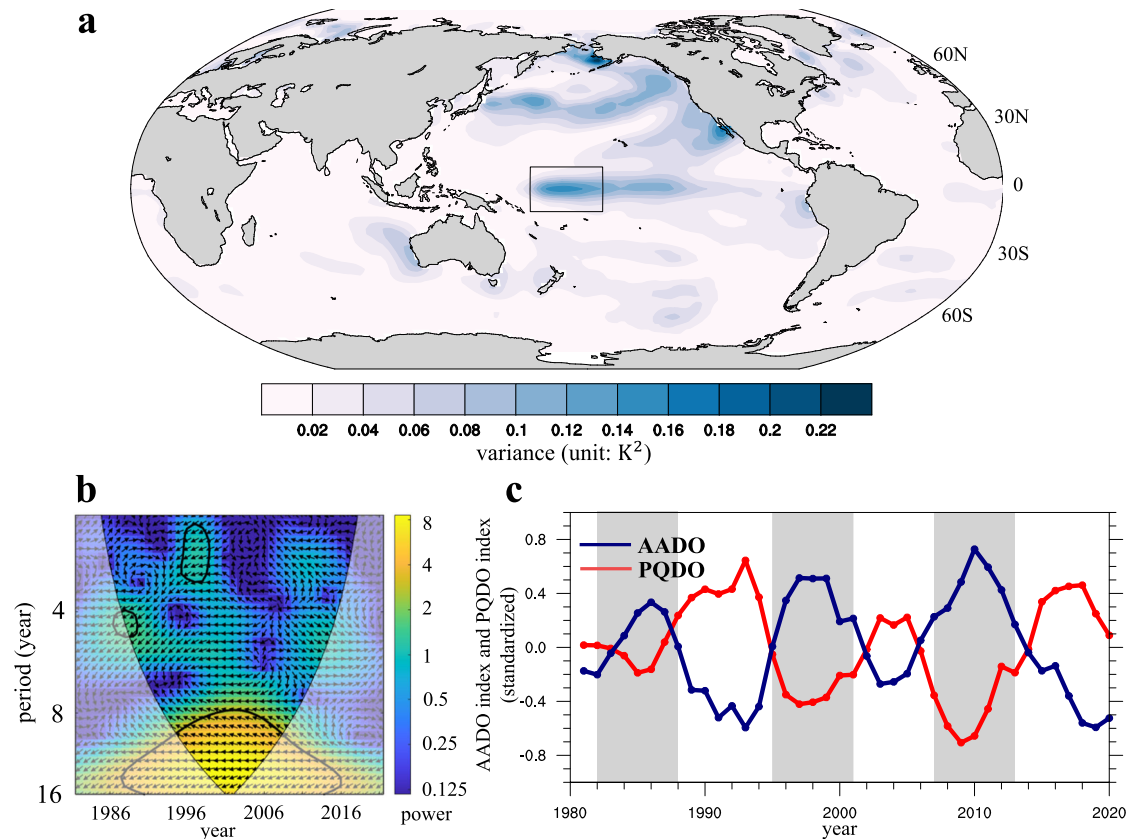 a
60N
30N
0
30S
60S
0.02 0.04 0.06 0.08 0.1 0.12 0.14 0.16 0.18 0.2 0.22
variance (unit: K²)
b
period (year)
4
8
16
1986 1996 2006 2016
year
8
4
2
1
0.5
0.25
0.125
power
c
AADO index and PQDO index
(standardized)
0.8
0.4
0.0
-0.4
-0.8
AADO
PQDO
1980 1990 2000 2010 2020
year